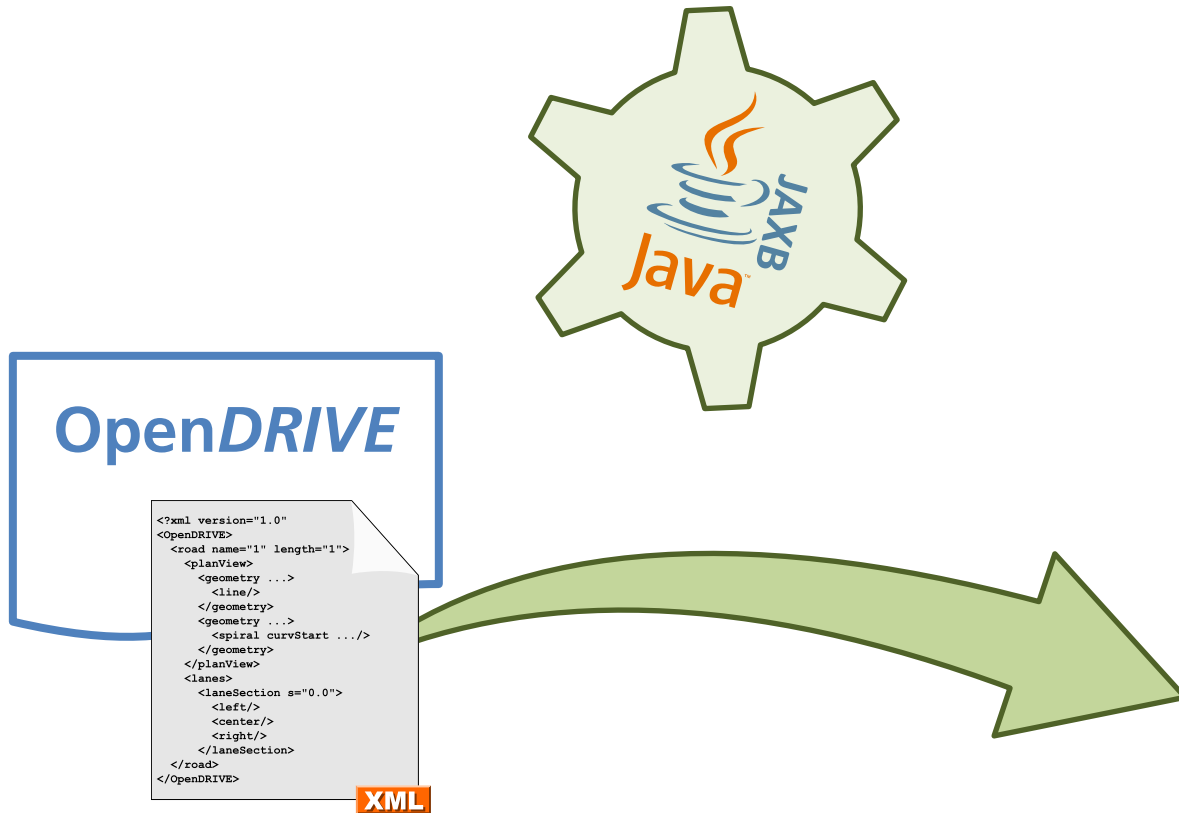 JAXB
Java™
OpenDRIVE
<?xml version="1.0"
<OpenDRIVE>
  <road name="1" length="1">
    <planView>
      <geometry ...>
        <line/>
      </geometry>
      <geometry ...>
        <spiral curvStart .../>
      </geometry>
    </planView>
    <lanes>
      <laneSection s="0.0">
        <left/>
        <center/>
        <right/>
      </laneSection>
  </road>
</OpenDRIVE>
XML